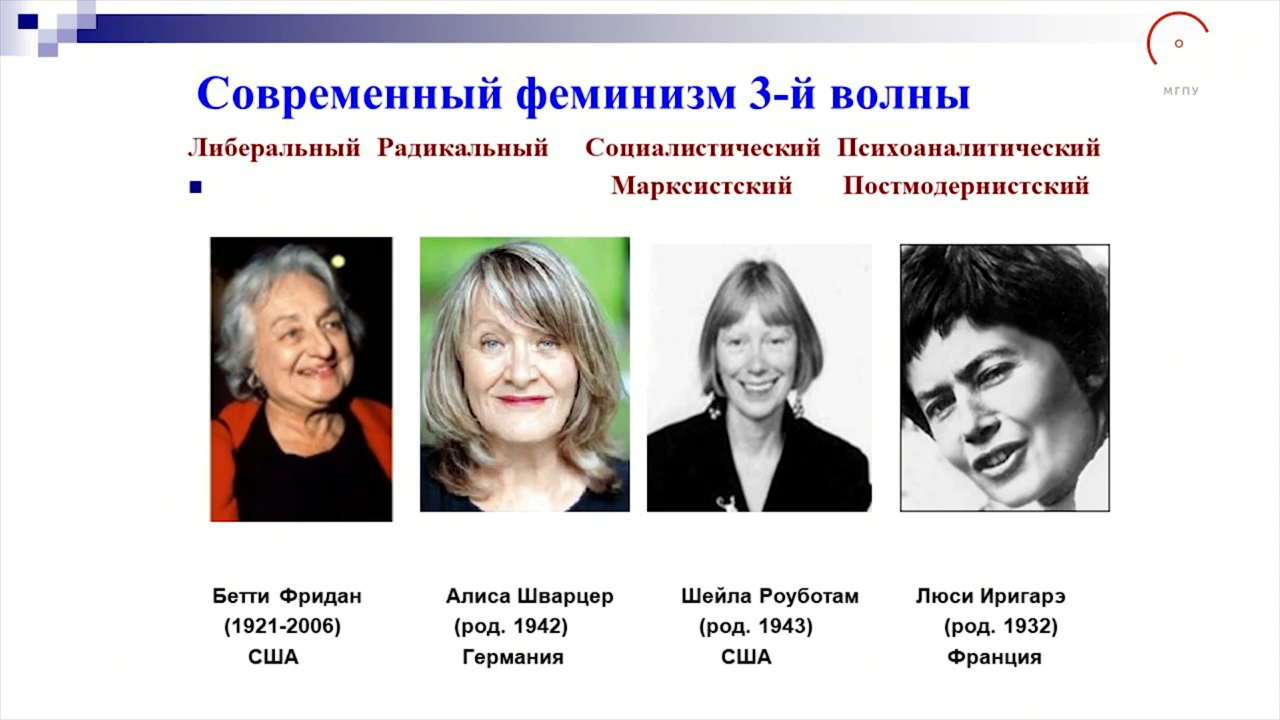 МГПУ
Современный феминизм 3-й волны
Либеральный Радикальный Социалистический Психоаналитический
Марксистский Постмодернистский
Бетти Фридан Алиса Шварцер Шейла Роуботам Люси Иригарэ
(1921-2006) (род. 1942) (род. 1943) (род. 1932)
США Германия США Франция